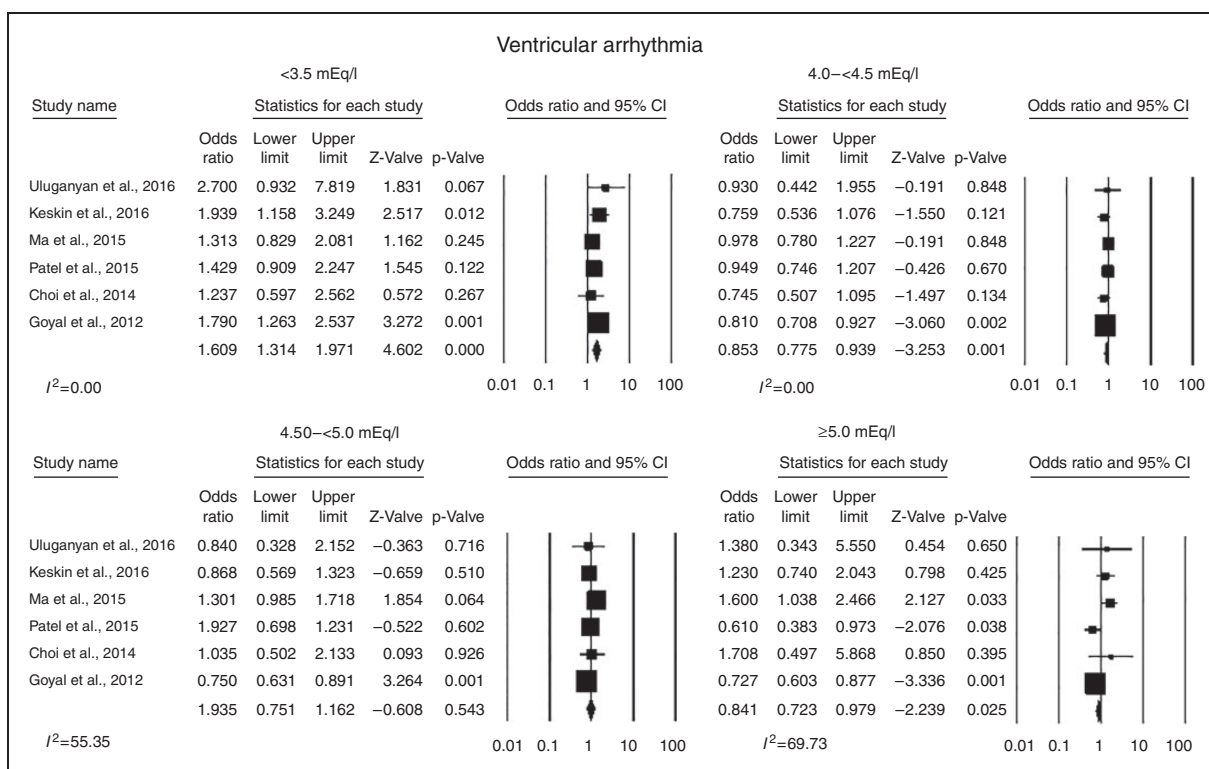 Ventricular arrhythmia
<3.5 mEq/l 4.0–<4.5 mEq/l
Study name Statistics for each study Odds ratio and 95% CI Statistics for each study Odds ratio and 95% CI
Odds Lower Upper Odds Lower Upper
ratio limit limit Z-Valve p-Valve ratio limit limit Z-Valve p-Valve
Uluganyan et al., 2016 2.700 0.932 7.819 1.831 0.067 0.930 0.442 1.955 −0.191 0.848
Keskin et al., 2016 1.939 1.158 3.249 2.517 0.012 0.759 0.536 1.076 −1.550 0.121
Ma et al., 2015 1.313 0.829 2.081 1.162 0.245 0.978 0.780 1.227 −0.191 0.848
Patel et al., 2015 1.429 0.909 2.247 1.545 0.122 0.949 0.746 1.207 −0.426 0.670
Choi et al., 2014 1.237 0.597 2.562 0.572 0.267 0.745 0.507 1.095 −1.497 0.134
Goyal et al., 2012 1.790 1.263 2.537 3.272 0.001 0.810 0.708 0.927 −3.060 0.002
1.609 1.314 1.971 4.602 0.000 0.853 0.775 0.939 −3.253 0.001
I²=0.00 0.01 0.1 1 10 100 I²=0.00 0.01 0.1 1 10 100
4.50–<5.0 mEq/l ≥5.0 mEq/l
Study name Statistics for each study Odds ratio and 95% CI Statistics for each study Odds ratio and 95% CI
Odds Lower Upper Odds Lower Upper
ratio limit limit Z-Valve p-Valve ratio limit limit Z-Valve p-Valve
Uluganyan et al., 2016 0.840 0.328 2.152 −0.363 0.716 1.380 0.343 5.550 0.454 0.650
Keskin et al., 2016 0.868 0.569 1.323 −0.659 0.510 1.230 0.740 2.043 0.798 0.425
Ma et al., 2015 1.301 0.985 1.718 1.854 0.064 1.600 1.038 2.466 2.127 0.033
Patel et al., 2015 1.927 0.698 1.231 −0.522 0.602 0.610 0.383 0.973 −2.076 0.038
Choi et al., 2014 1.035 0.502 2.133 0.093 0.926 1.708 0.497 5.868 0.850 0.395
Goyal et al., 2012 0.750 0.631 0.891 3.264 0.001 0.727 0.603 0.877 −3.336 0.001
1.935 0.751 1.162 −0.608 0.543 0.841 0.723 0.979 −2.239 0.025
I²=55.35 0.01 0.1 1 10 100 I²=69.73 0.01 0.1 1 10 100